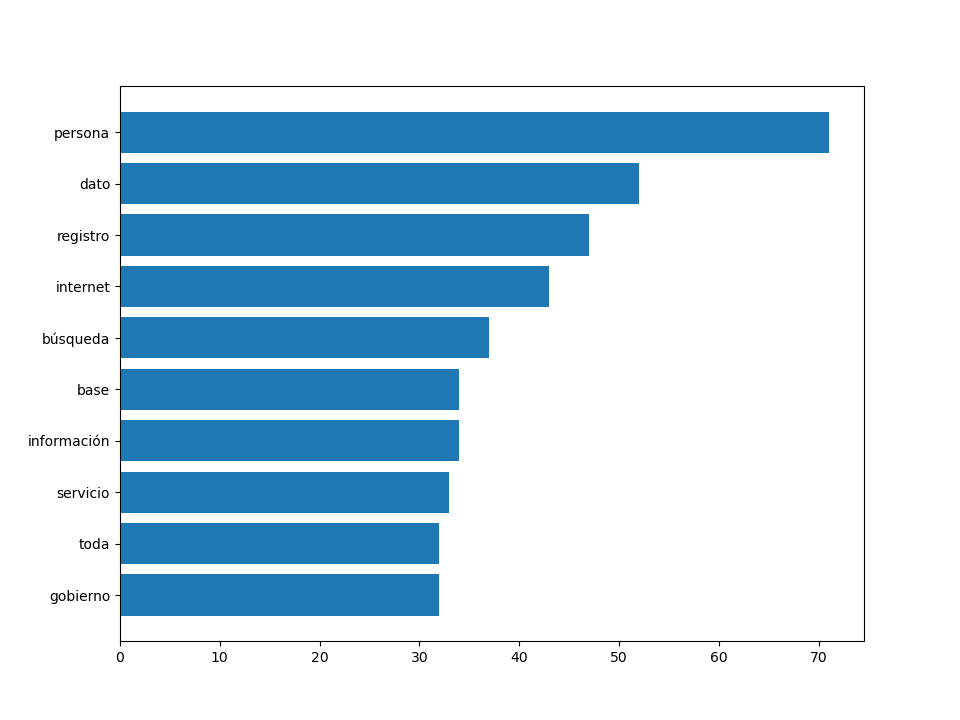 persona
dato
registro
internet
búsqueda
base
información
servicio
toda
gobierno
0 10 20 30 40 50 60 70